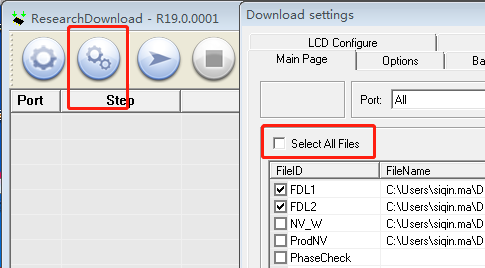 ResearchDownload - R19.0.0001
Port Step
Download settings
LCD Configure
Main Page Options Ba
Port: All
Select All Files
FileID FileName
FDL1 C:\Users\siqin.ma\D
FDL2 C:\Users\siqin.ma\D
NV_W C:\Users\siqin.ma\D
ProdNV C:\Users\siqin.ma\D
PhaseCheck